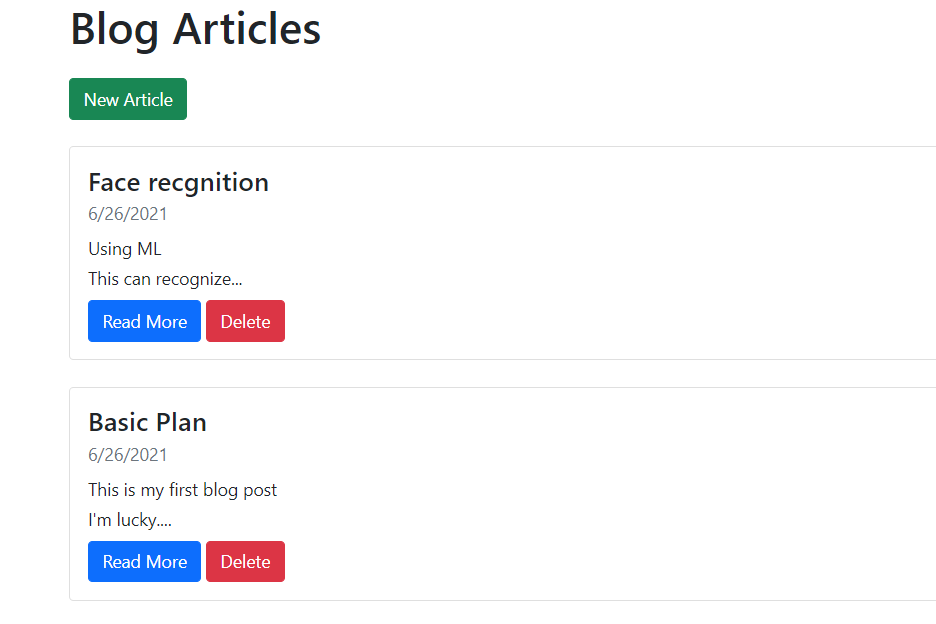 Blog Articles
New Article
Face recgnition
6/26/2021
Using ML
This can recognize...
Read More Delete
Basic Plan
6/26/2021
This is my first blog post
I'm lucky....
Read More Delete